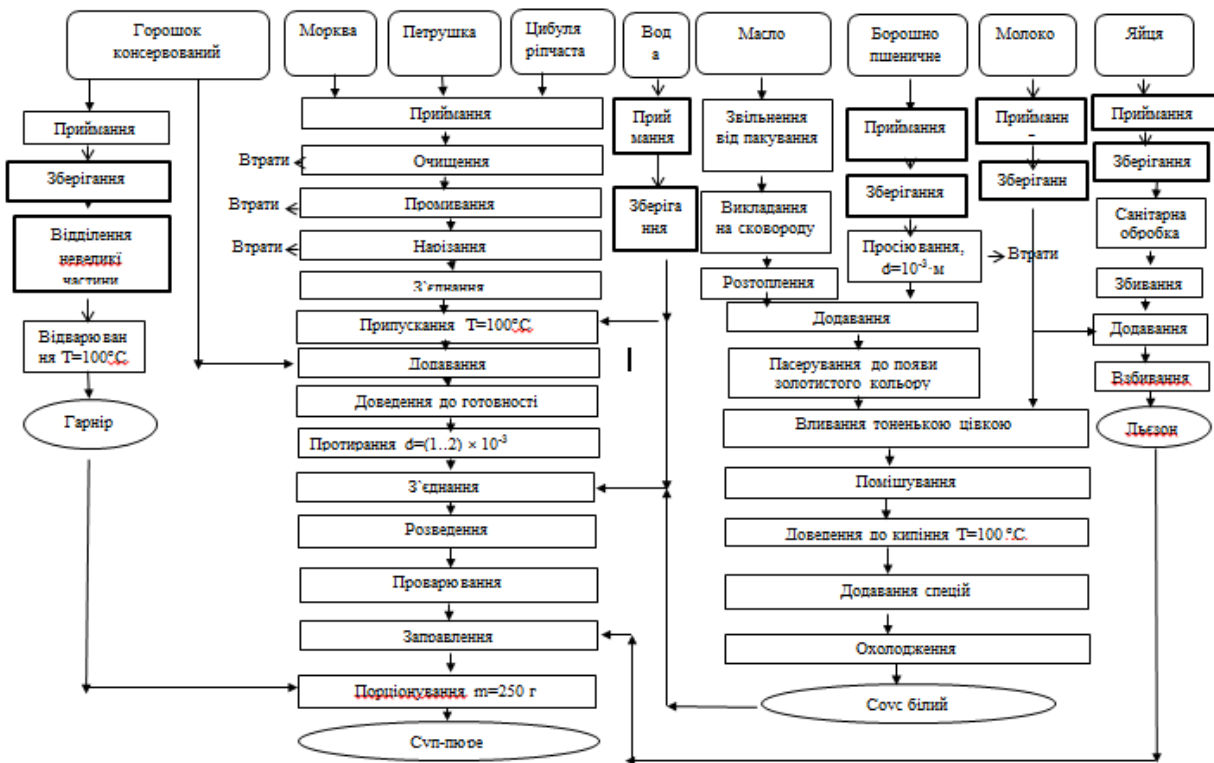 Горошок
консервований
Морква
Петрушка
Цибуля
ріпчаста
Вод
а
Масло
Борошно
пшеничне
Молоко
Яйця
Приймання
Зберігання
Відділення
невеликі
частини
Відварюван
ня T=100°C
Гарнір
Приймання
Втрати
Очищення
Втрати
Промивання
Втрати
Нарізання
З`єднання
Припускання T=100°C
Додавання
Доведення до готовності
Протирання d=(1..2) × 10⁻³
З`єднання
Розведення
Проварювання
Заправлення
Порціонування m=250 г
Суп-пюре
Прий
мання
Зберіга
ння
Звільнення
від пакування
Викладання
на сковороду
Розтоплення
Приймання
Зберігання
Просіювання,
d=10⁻³·м
Втрати
Додавання
Пасерування до появи
золотистого кольору
Вливання тоненькою цівкою
Помішування
Доведення до кипіння T=100 °C
Додавання спецій
Охолодження
Соус білий
Прийманн
Зберіганн
Приймання
Зберігання
Санітарна
обробка
Збивання
Додавання
Взбивання
Льєзон